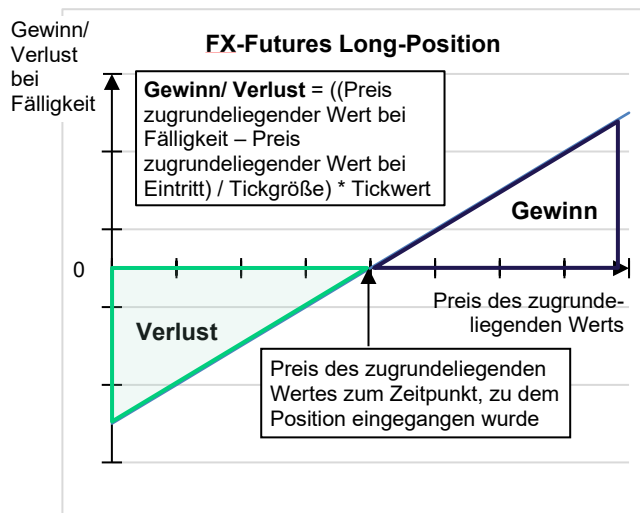 Gewinn/
Verlust
bei
Fälligkeit
FX-Futures Long-Position
Gewinn/ Verlust = ((Preis
zugrundeliegender Wert bei
Fälligkeit – Preis
zugrundeliegender Wert bei
Eintritt) / Tickgröße) * Tickwert
Gewinn
0
Preis des zugrunde-
liegenden Werts
Verlust
Preis des zugrundeliegenden
Wertes zum Zeitpunkt, zu dem
Position eingegangen wurde